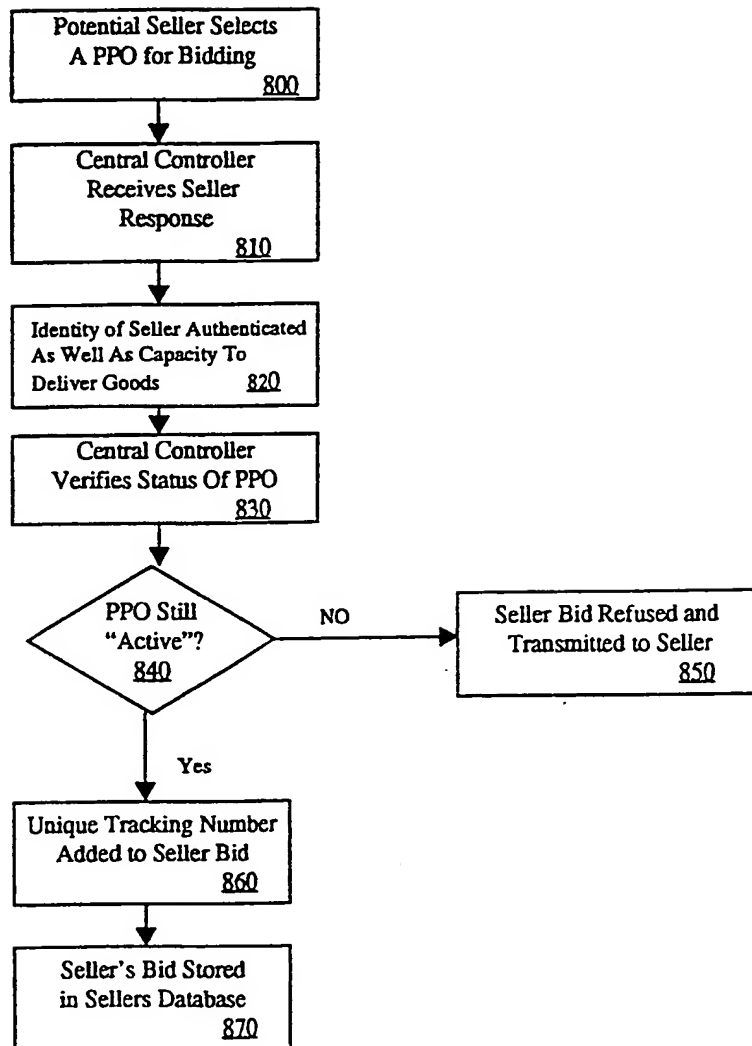 Potential Seller Selects
A PPO for Bidding
800
Central Controller
Receives Seller
Response
810
Identity of Seller Authenticated
As Well As Capacity To
Deliver Goods 820
Central Controller
Verifies Status Of PPO
830
PPO Still
"Active"?
840
NO
Seller Bid Refused and
Transmitted to Seller
850
Yes
Unique Tracking Number
Added to Seller Bid
860
Seller's Bid Stored
in Sellers Database
870